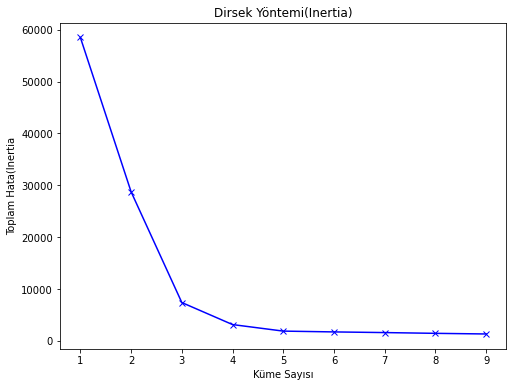 Dirsek Yöntemi(Inertia)
Toplam Hata(Inertia
60000
50000
40000
30000
20000
10000
0
1 2 3 4 5 6 7 8 9
Küme Sayısı